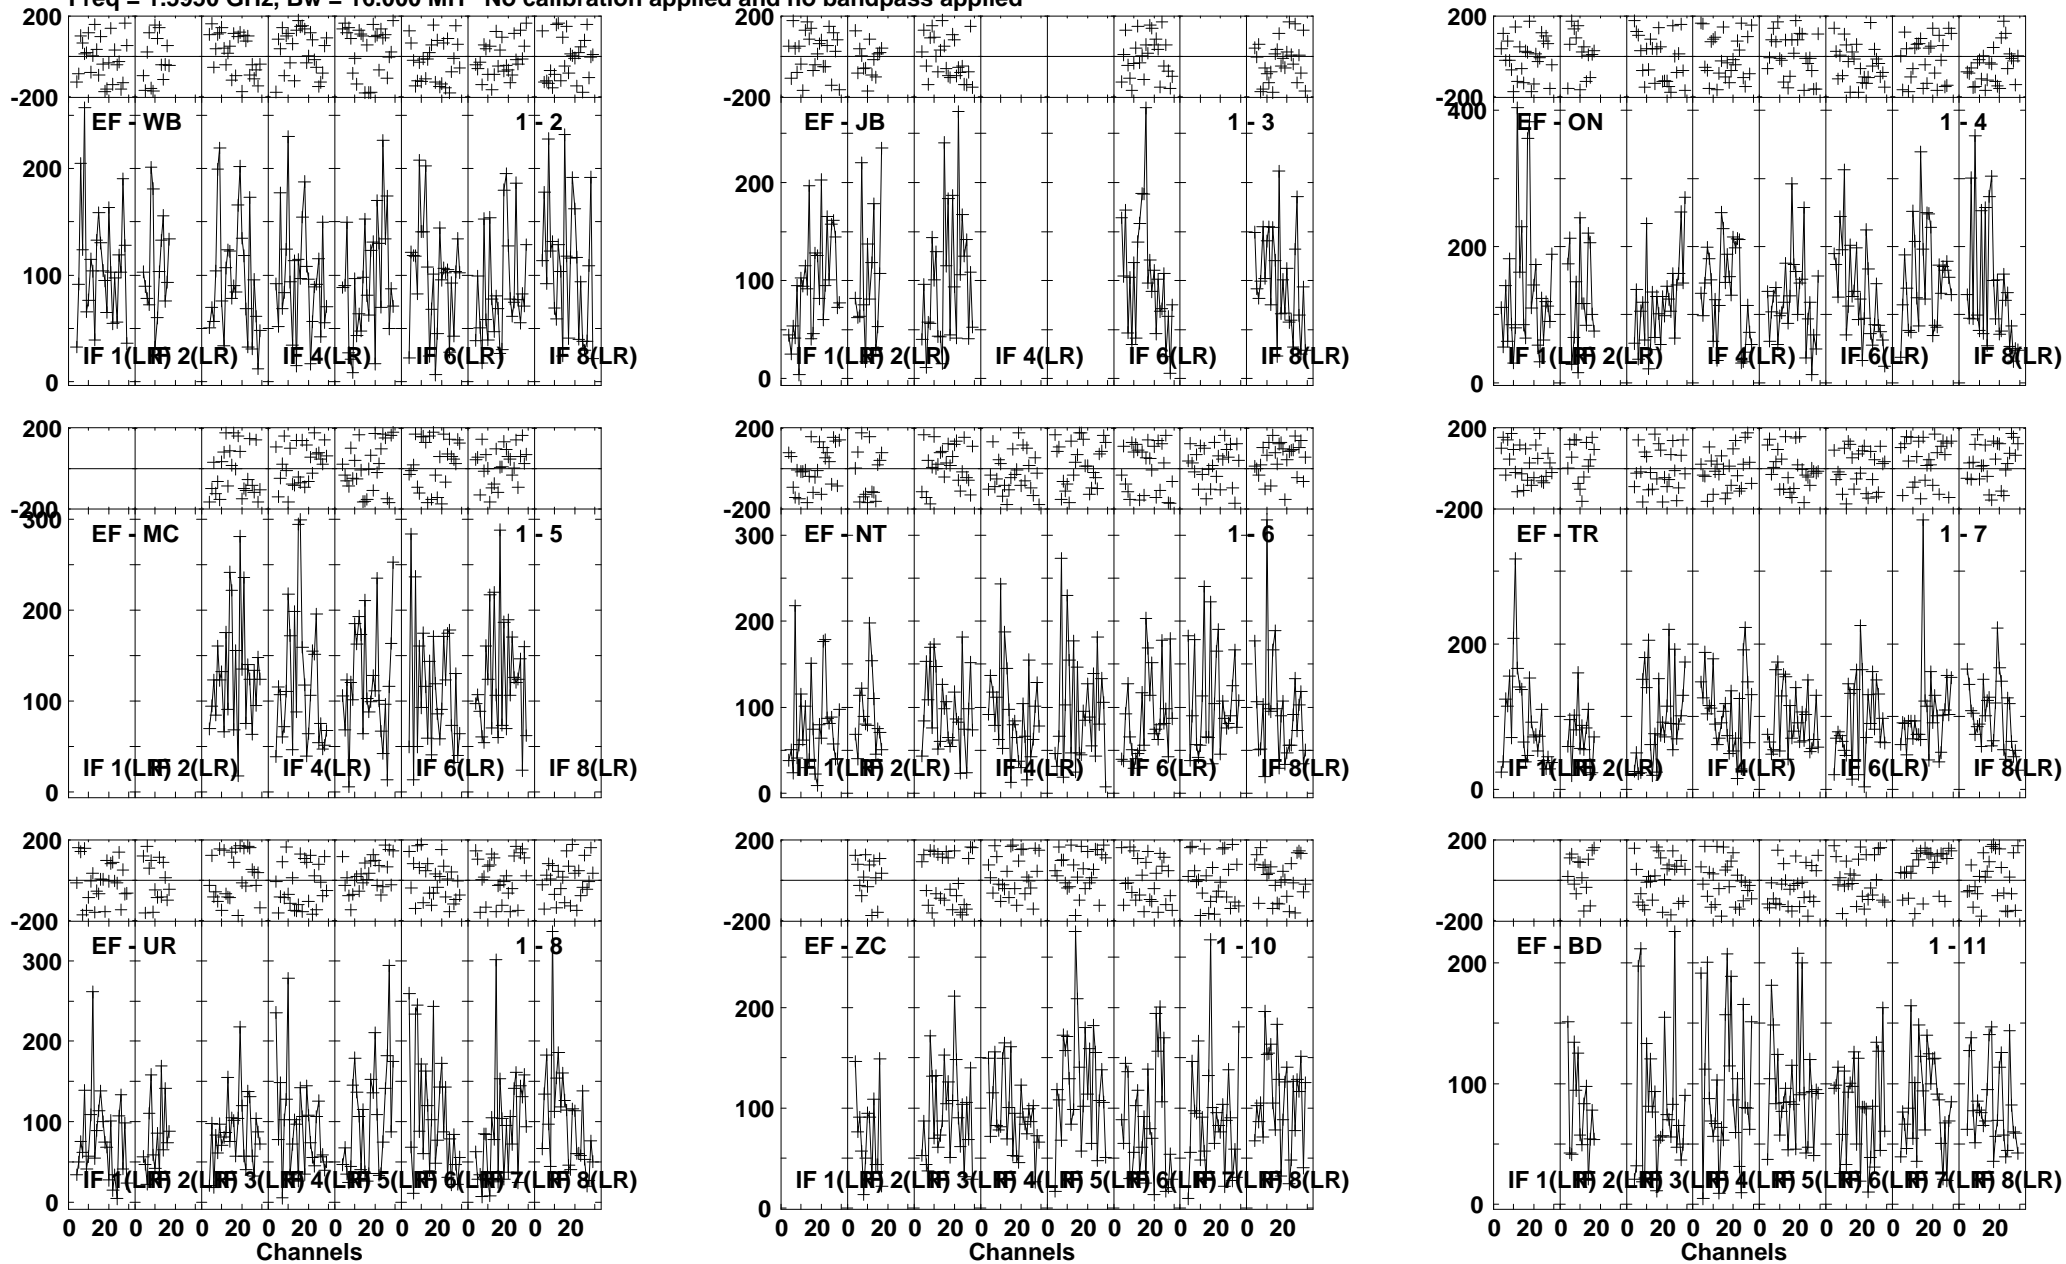 Freq = 1.5950 GHz, Bw = 16.000 MH No calibration applied and no bandpass applied
200 200 200
-200 -200 -200
EF - WB 1 - 2 EF - JB 1 - 3 400 EF - ON 1 - 4
200 200 200
100 100
0 IF 1(LR) IF 2(LR) IF 4(LR) IF 6(LR) IF 8(LR) 0 IF 1(LR) IF 2(LR) IF 4(LR) IF 6(LR) IF 8(LR) 0 IF 1(LR) IF 2(LR) IF 4(LR) IF 6(LR) IF 8(LR)
200 200 200
-200 -200 -200
300 EF - MC 1 - 5 300 EF - NT 1 - 6 EF - TR 1 - 7
200 200 200
100 100
0 IF 1(LR) IF 2(LR) IF 4(LR) IF 6(LR) IF 8(LR) 0 IF 1(LR) IF 2(LR) IF 4(LR) IF 6(LR) IF 8(LR) 0 IF 1(LR) IF 2(LR) IF 4(LR) IF 6(LR) IF 8(LR)
200 200 200
-200 -200 -200
300 EF - UR 1 - 8 EF - ZC 1 - 10 200 EF - BD 1 - 11
200 200
100 100 100
0 IF 1(LR) IF 2(LR) IF 3(LR) IF 4(LR) IF 5(LR) IF 6(LR) IF 7(LR) IF 8(LR) 0 IF 1(LR) IF 2(LR) IF 3(LR) IF 4(LR) IF 5(LR) IF 6(LR) IF 7(LR) IF 8(LR) 0 IF 1(LR) IF 2(LR) IF 3(LR) IF 4(LR) IF 5(LR) IF 6(LR) IF 7(LR) IF 8(LR)
0 20 0 20 0 20 0 20 0 20 0 20 0 20 0 20 0 20 0 20 0 20 0 20 0 20 0 20 0 20 0 20 0 20 0 20 0 20 0 20 0 20 0 20 0 20 0 20
Channels Channels Channels